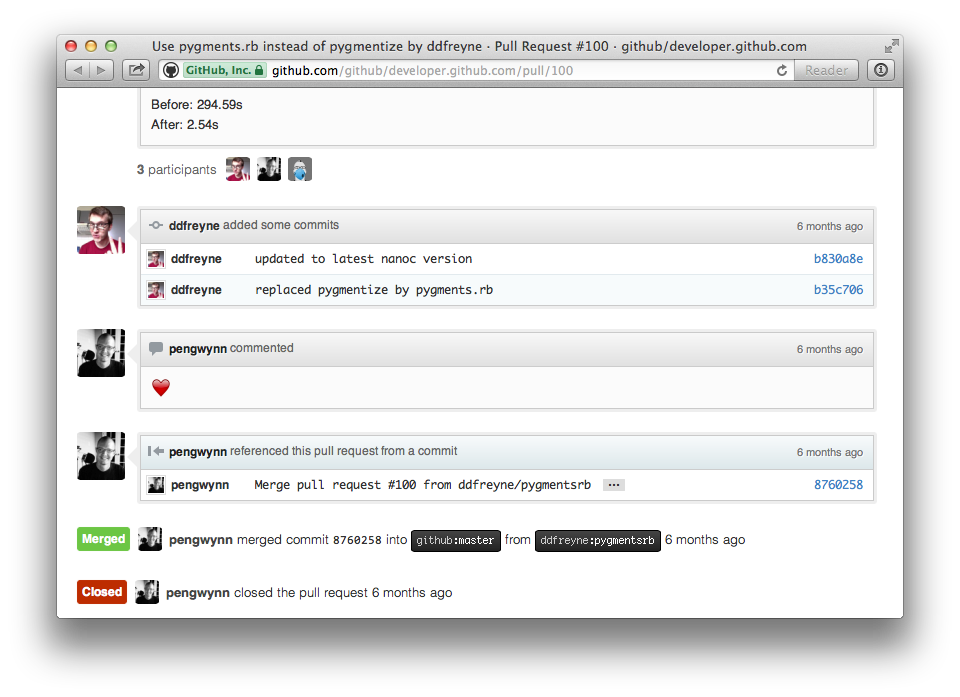 Use pygments.rb instead of pygmentize by ddfreyne · Pull Request #100 · github/developer.github.com
GitHub, Inc. github.com/github/developer.github.com/pull/100 Reader
Before: 294.59s
After: 2.54s
3 participants
ddfreyne added some commits 6 months ago
ddfreyne updated to latest nanoc version b830a8e
ddfreyne replaced pygmentize by pygments.rb b35c706
pengwynn commented 6 months ago
pengwynn referenced this pull request from a commit 6 months ago
pengwynn Merge pull request #100 from ddfreyne/pygmentsrb ... 8760258
Merged pengwynn merged commit 8760258 into github:master from ddfreyne:pygmentsrb 6 months ago
Closed pengwynn closed the pull request 6 months ago